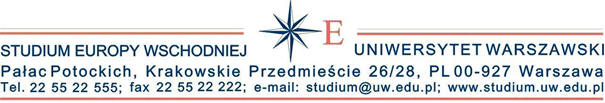 E
STUDIUM EUROPY WSCHODNIEJ UNIWERSYTET WARSZAWSKI
Pałac Potockich, Krakowskie Przedmieście 26/28, PL 00-927 Warszawa
Tel. 22 55 22 555; fax 22 55 22 222; e-mail: studium@uw.edu.pl; www.studium.uw.edu.pl